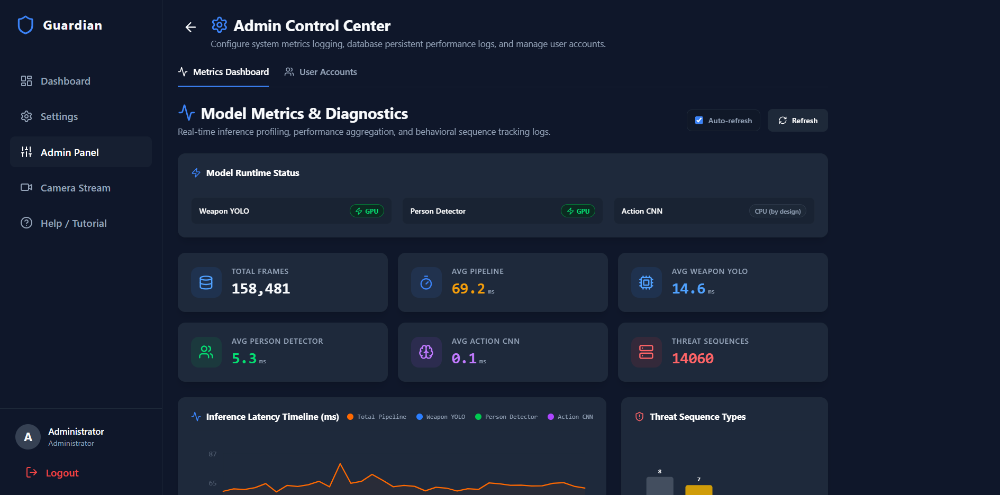 Guardian
Dashboard
Settings
Admin Panel
Camera Stream
Help / Tutorial
A
Administrator
Administrator
Logout
Admin Control Center
Configure system metrics logging, database persistent performance logs, and manage user accounts.
Metrics Dashboard
User Accounts
Model Metrics & Diagnostics
Real-time inference profiling, performance aggregation, and behavioral sequence tracking logs.
Auto-refresh
Refresh
Model Runtime Status
Weapon YOLO
GPU
Person Detector
GPU
Action CNN
CPU (by design)
TOTAL FRAMES
158,481
AVG PIPELINE
69.2 ms
AVG WEAPON YOLO
14.6 ms
AVG PERSON DETECTOR
5.3 ms
AVG ACTION CNN
0.1 ms
THREAT SEQUENCES
14060
Inference Latency Timeline (ms)
Total Pipeline
Weapon YOLO
Person Detector
Action CNN
87
65
Threat Sequence Types
8
7